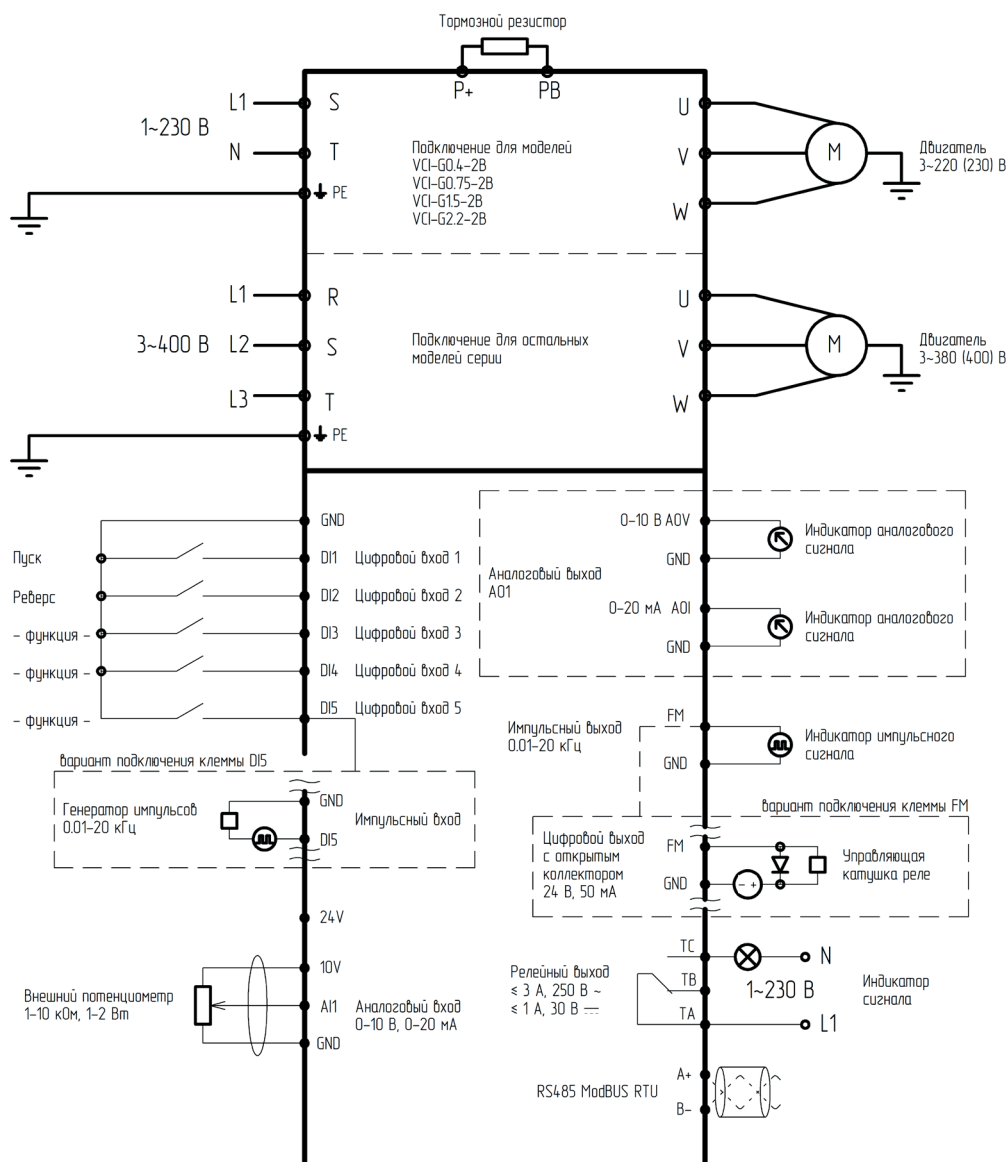 Тормозной резистор
P+
PB
L1
S
1~230 В
N
T
PE
Подключение для моделей
VCI-G0.4-2B
VCI-G0.75-2B
VCI-G1.5-2B
VCI-G2.2-2B
U
V
W
M
Двигатель
3~220 (230) В
L1
R
3~400 В
L2
S
L3
T
PE
Подключение для остальных
моделей серии
U
V
W
M
Двигатель
3~380 (400) В
GND
Пуск
DI1 Цифровой вход 1
Реверс
DI2 Цифровой вход 2
- функция -
DI3 Цифровой вход 3
- функция -
DI4 Цифровой вход 4
- функция -
DI5 Цифровой вход 5
Аналоговый выход
AO1
0-10 В AOV
GND
Индикатор аналогового
сигнала
0-20 мА AOI
GND
Индикатор аналогового
сигнала
Импульсный выход
0.01-20 кГц
FM
GND
Индикатор импульсного
сигнала
вариант подключения клеммы DI5
Генератор импульсов
0.01-20 кГц
GND
Импульсный вход
DI5
вариант подключения клеммы FM
Цифровой выход
с открытым
коллектором
24 В, 50 мА
FM
GND
- +
Управляющая
катушка реле
24V
10V
Внешний потенциометр
1-10 кОм, 1-2 Вт
AI1
Аналоговый вход
0-10 В, 0-20 мА
GND
Релейный выход
≤ 3 А, 250 В ~
≤ 1 А, 30 В ⎓
TC
TB
TA
N
1~230 В
L1
Индикатор
сигнала
RS485 ModBUS RTU
A+
B-